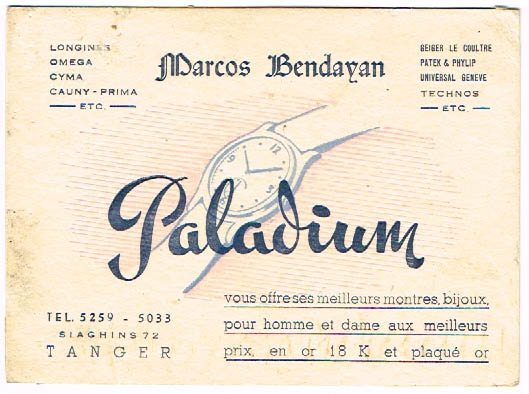 LONGINES
OMEGA
CYMA
CAUNY-PRIMA
ETC.
Marcos Bendayan
GEIGER LE COULTRE
PATEK & PHYLIP
UNIVERSAL GENEVE
TECHNOS
ETC.
12
Paladium
TEL. 5259 - 5033
SIAGHINS 72
TANGER
vous offre ses meilleurs montres, bijoux,
pour homme et dame aux meilleurs
prix, en or 18 K et plaqué or